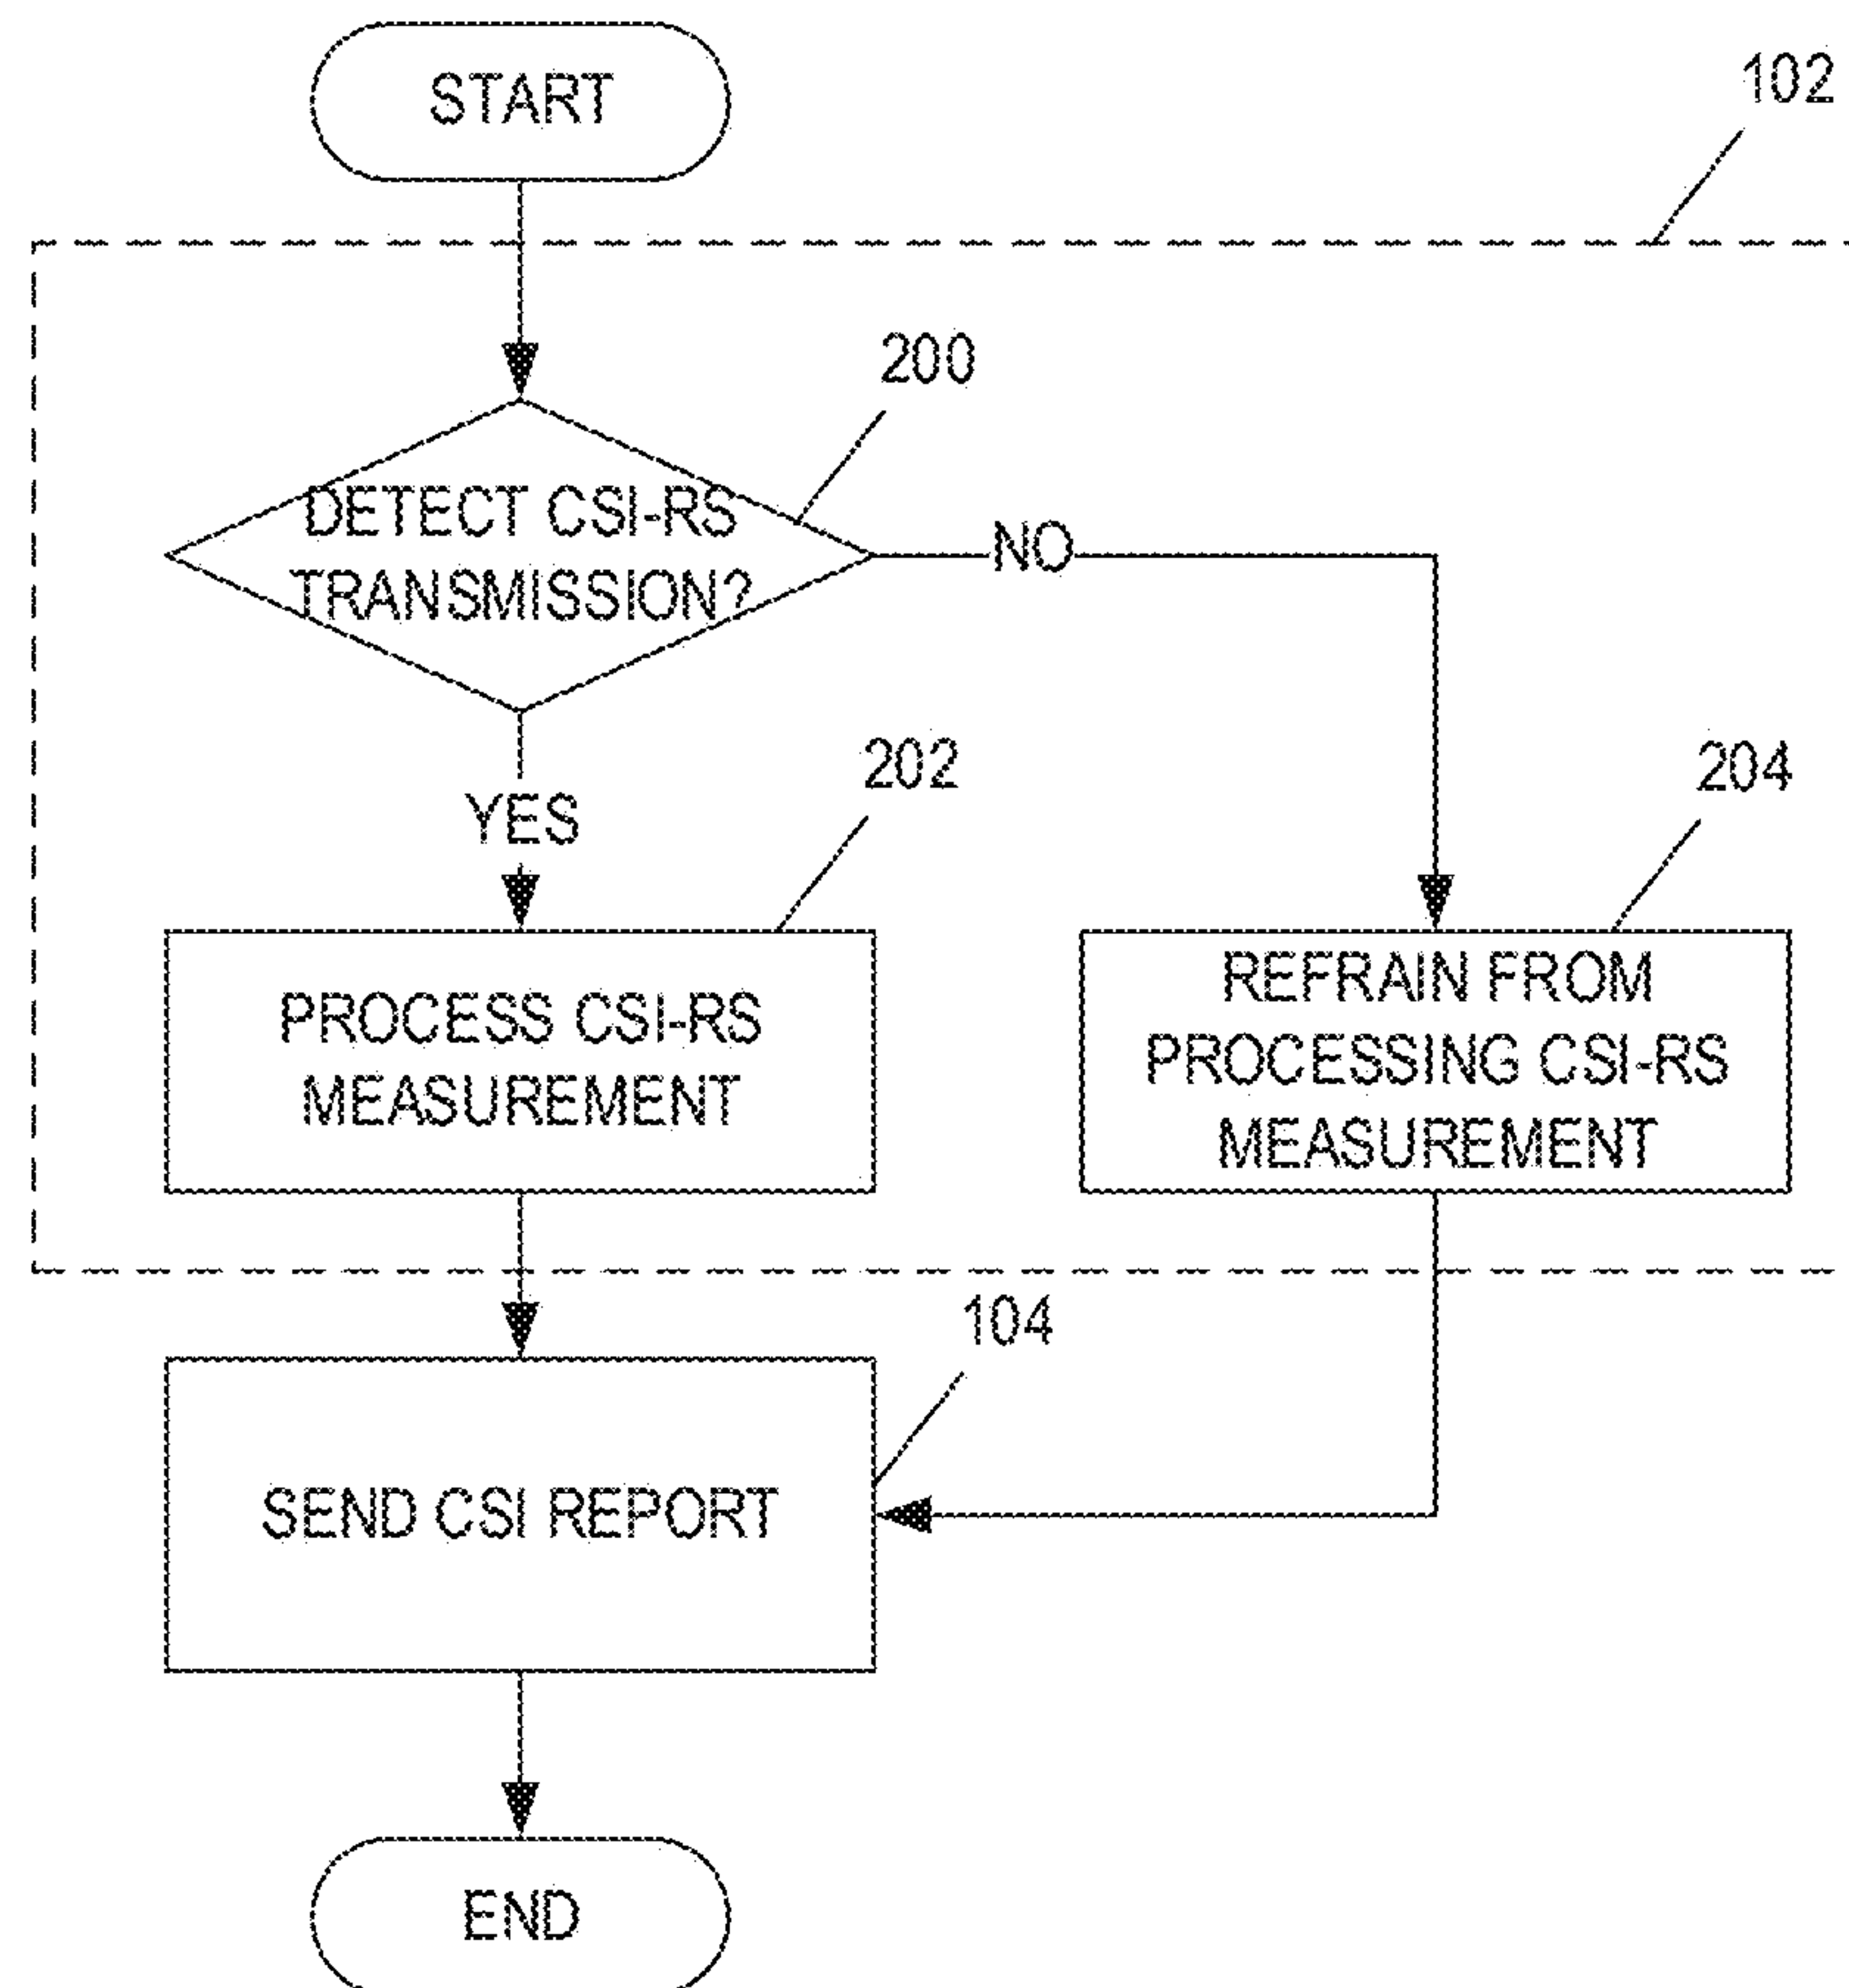 START
102
200
DETECT CSI-RS
TRANSMISSION?
NO
YES
202
204
PROCESS CSI-RS
MEASUREMENT
REFRAIN FROM
PROCESSING CSI-RS
MEASUREMENT
104
SEND CSI REPORT
END